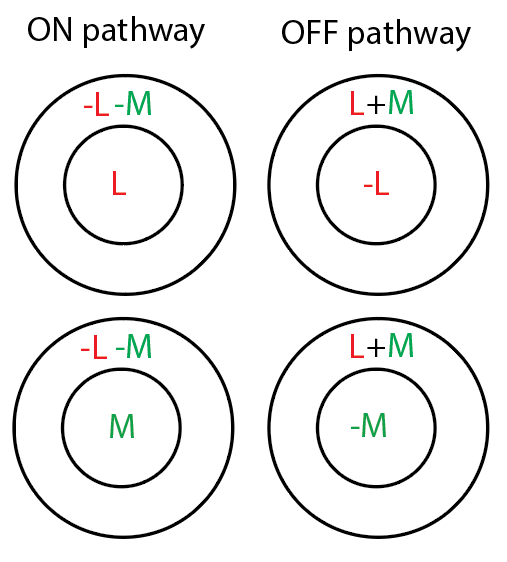 ON pathway
OFF pathway
-L -M
L+M
L
-L
-L -M
L+M
M
-M